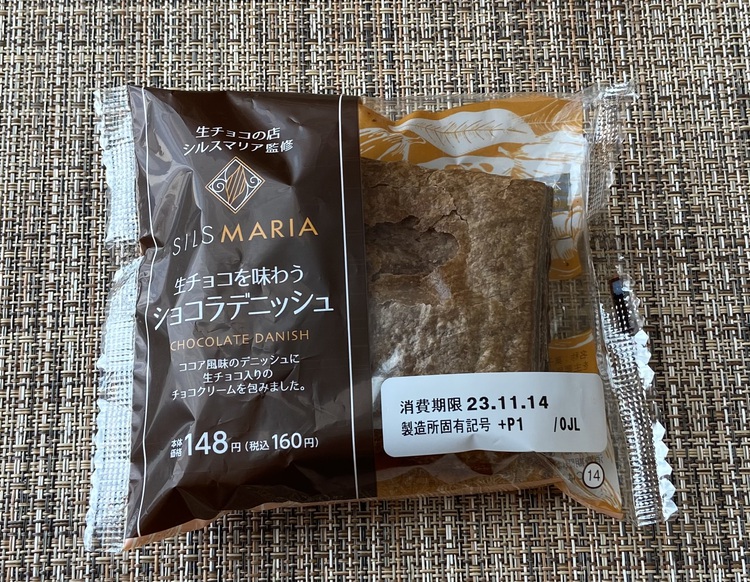 生チョコの店
シルスマリア監修
SILS MARIA
生チョコを味わう
ショコラデニッシュ
CHOCOLATE DANISH
ココア風味のデニッシュに
生チョコ入りの
チョコクリームを包みました。
本体価格 148円(税込160円)
消費期限 23.11.14
製造所固有記号 +P1 /0JL
14